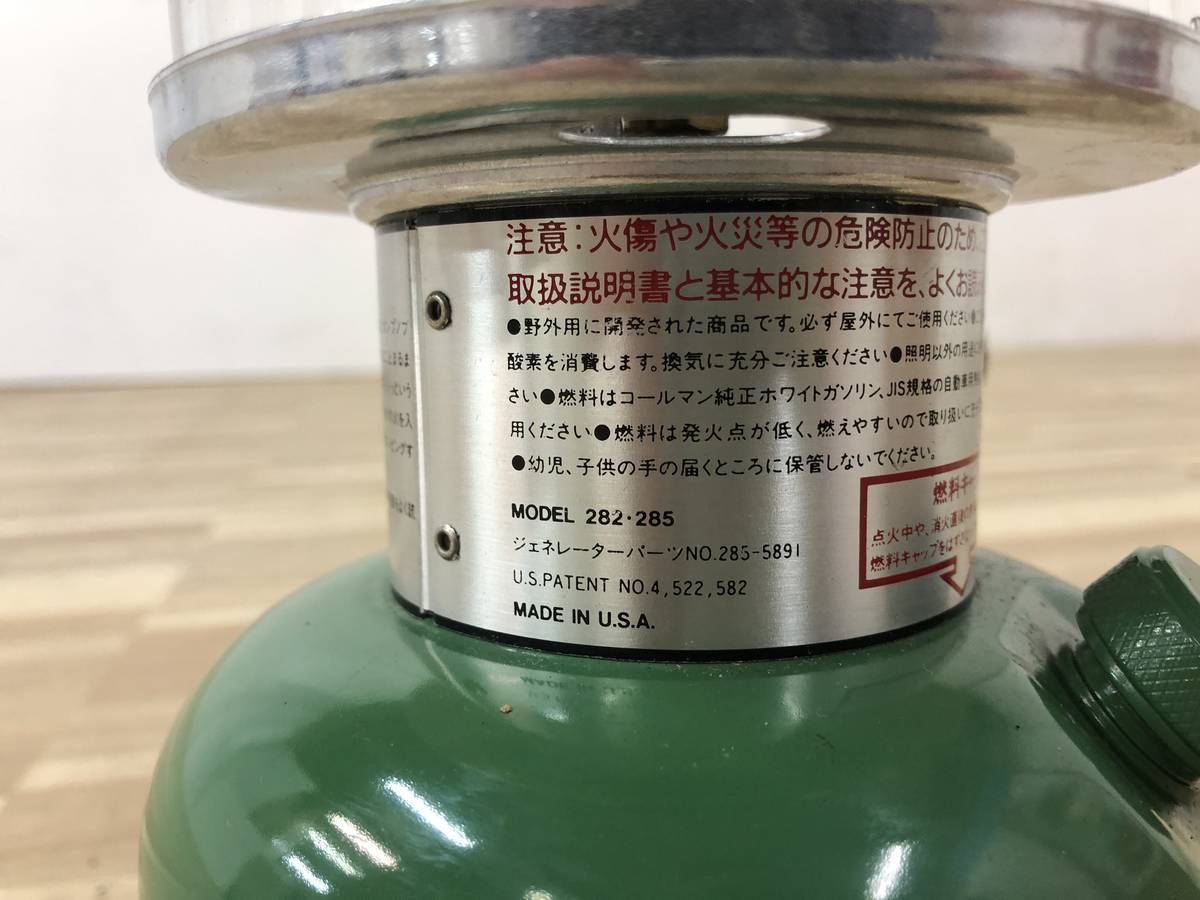 注意:火傷や火災等の危険防止のため、
取扱説明書と基本的な注意を、よくお読み
●野外用に開発された商品です。必ず屋外にてご使用ください
酸素を消費します。換気に充分ご注意ください●照明以外の用途に
さい●燃料はコールマン純正ホワイトガソリン、JIS規格の自動車用
用ください●燃料は発火点が低く、燃えやすいので取り扱いに
●幼児、子供の手の届くところに保管しないでください。
燃料キャ
点火中や、消火直後の
燃料キャップをはずさ
MODEL 282·285
ジェネレーターパーツNO.285-5891
U.S.PATENT NO.4,522,582
MADE IN U.S.A.